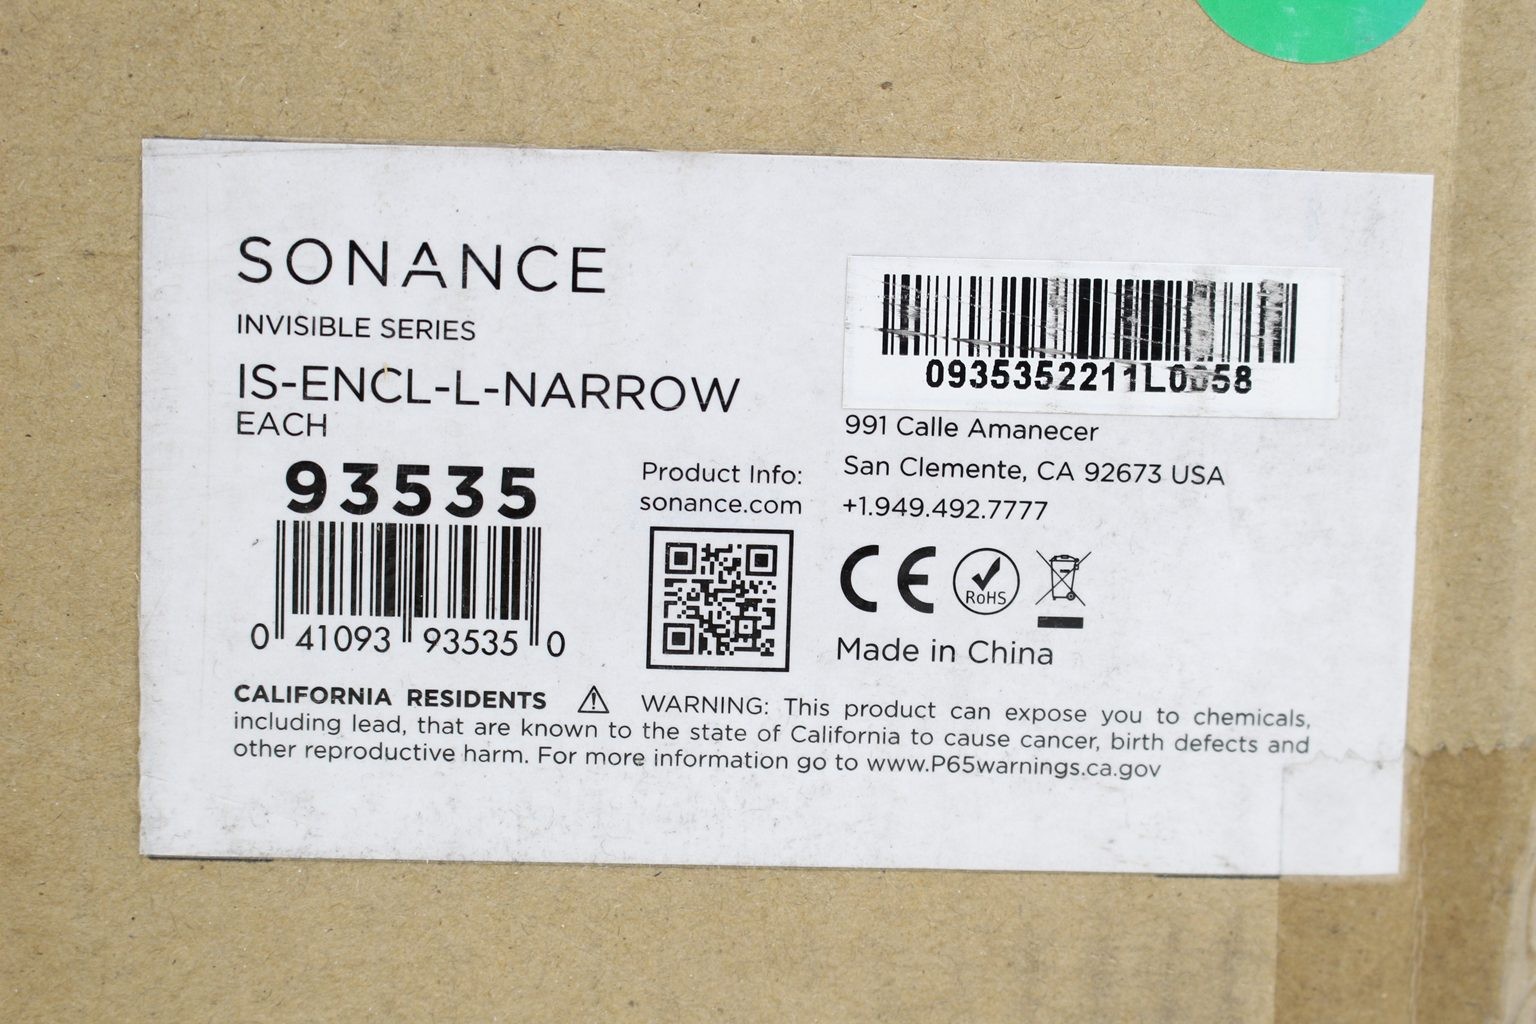 SONANCE
INVISIBLE SERIES
IS-ENCL-L-NARROW
EACH
93535
0 41093 93535 0
Product Info:
sonance.com
991 Calle Amanecer
San Clemente, CA 92673 USA
+1.949.492.7777
CE RoHS
Made in China
CALIFORNIA RESIDENTS ⚠ WARNING: This product can expose you to chemicals,
including lead, that are known to the state of California to cause cancer, birth defects and
other reproductive harm. For more information go to www.P65warnings.ca.gov